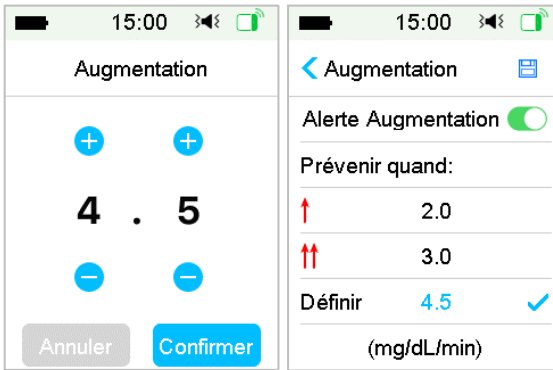 15:00
Augmentation
4 . 5
Annuler Confirmer
15:00
Augmentation
Alerte Augmentation
Prévenir quand:
2.0
3.0
Définir 4.5
(mg/dL/min)